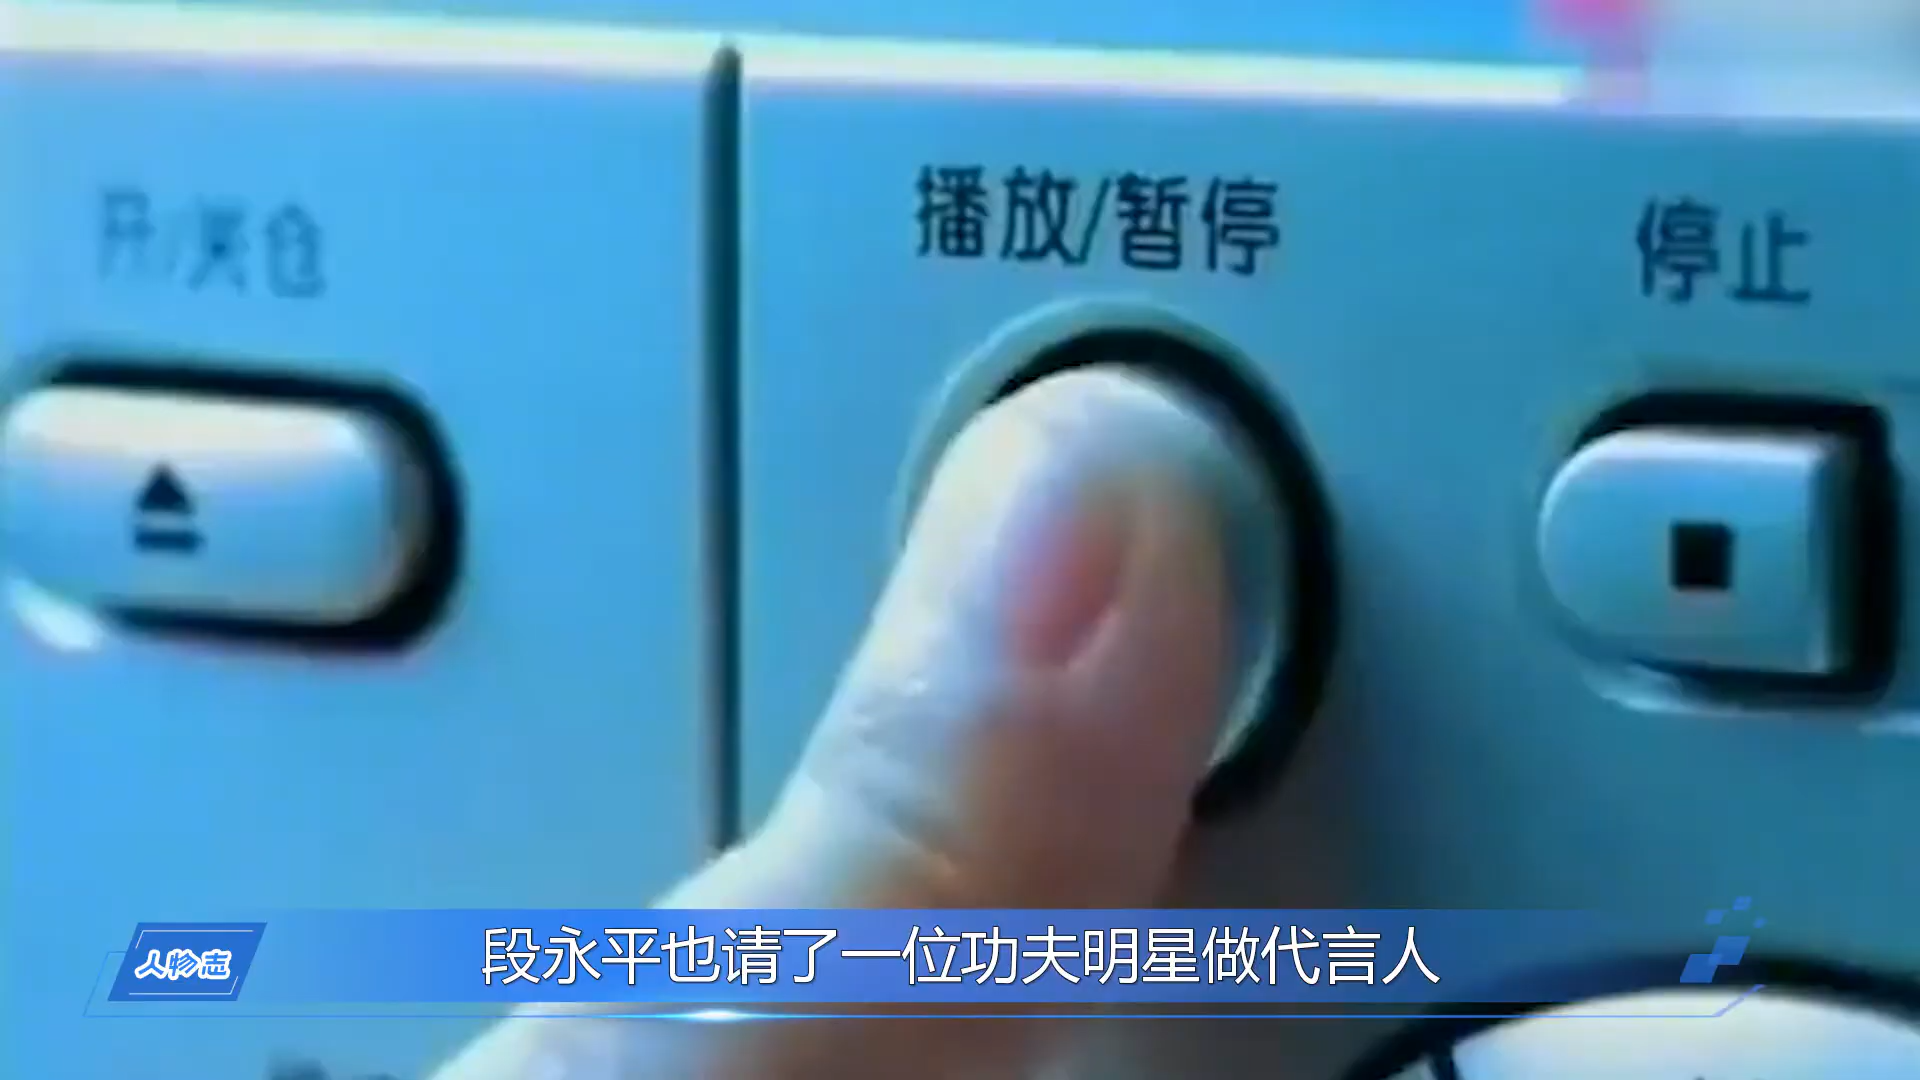 开/关仓
播放/暂停
停止
人物志
段永平也请了一位功夫明星做代言人